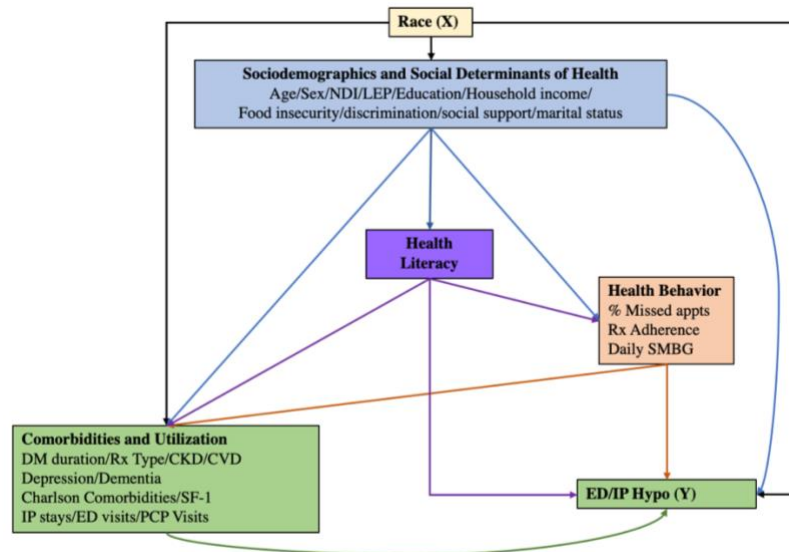 Race (X)
Sociodemographics and Social Determinants of Health
Age/Sex/NDI/LEP/Education/Household income/
Food insecurity/discrimination/social support/marital status
Health
Literacy
Health Behavior
% Missed appts
Rx Adherence
Daily SMBG
Comorbidities and Utilization
DM duration/Rx Type/CKD/CVD
Depression/Dementia
Charlson Comorbidities/SF-1
IP stays/ED visits/PCP Visits
ED/IP Hypo (Y)